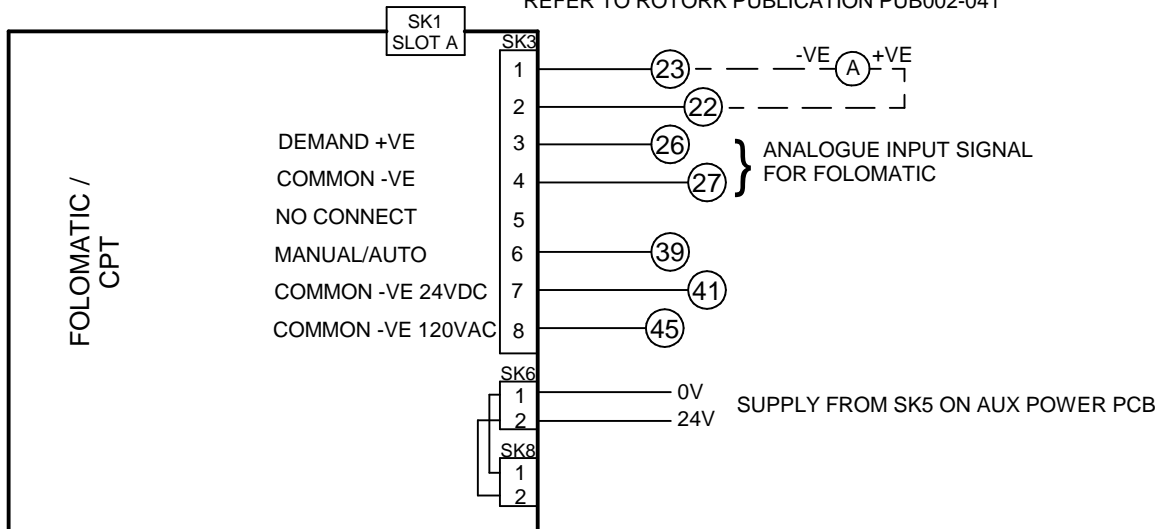 REFER TO ROTORK PUBLICATION PUB002-041
SK1
SLOT A
SK3
1
23
-VE
A
+VE
2
22
DEMAND +VE
3
26
ANALOGUE INPUT SIGNAL
FOR FOLOMATIC
COMMON -VE
4
27
NO CONNECT
5
MANUAL/AUTO
6
39
COMMON -VE 24VDC
7
41
COMMON -VE 120VAC
8
45
FOLOMATIC /
CPT
SK6
1
0V
2
24V
SUPPLY FROM SK5 ON AUX POWER PCB
SK8
1
2